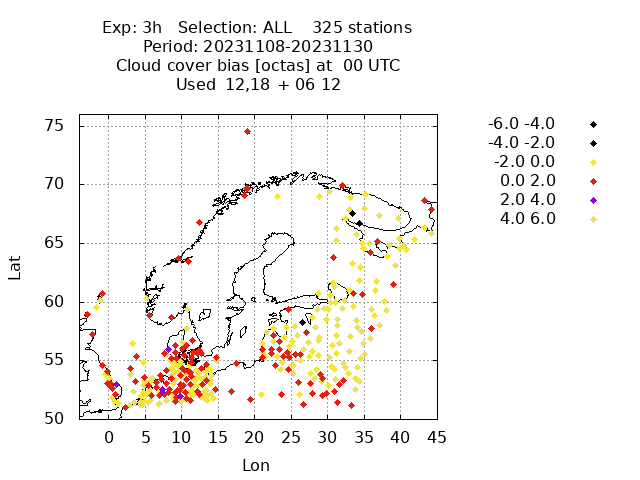 Exp: 3h   Selection: ALL    325 stations
Period: 20231108-20231130
Cloud cover bias [octas] at  00 UTC
Used  12,18 + 06 12
-6.0 -4.0
-4.0 -2.0
-2.0 0.0
0.0 2.0
2.0 4.0
4.0 6.0
75
70
65
60
55
50
Lat
0 5 10 15 20 25 30 35 40 45
Lon